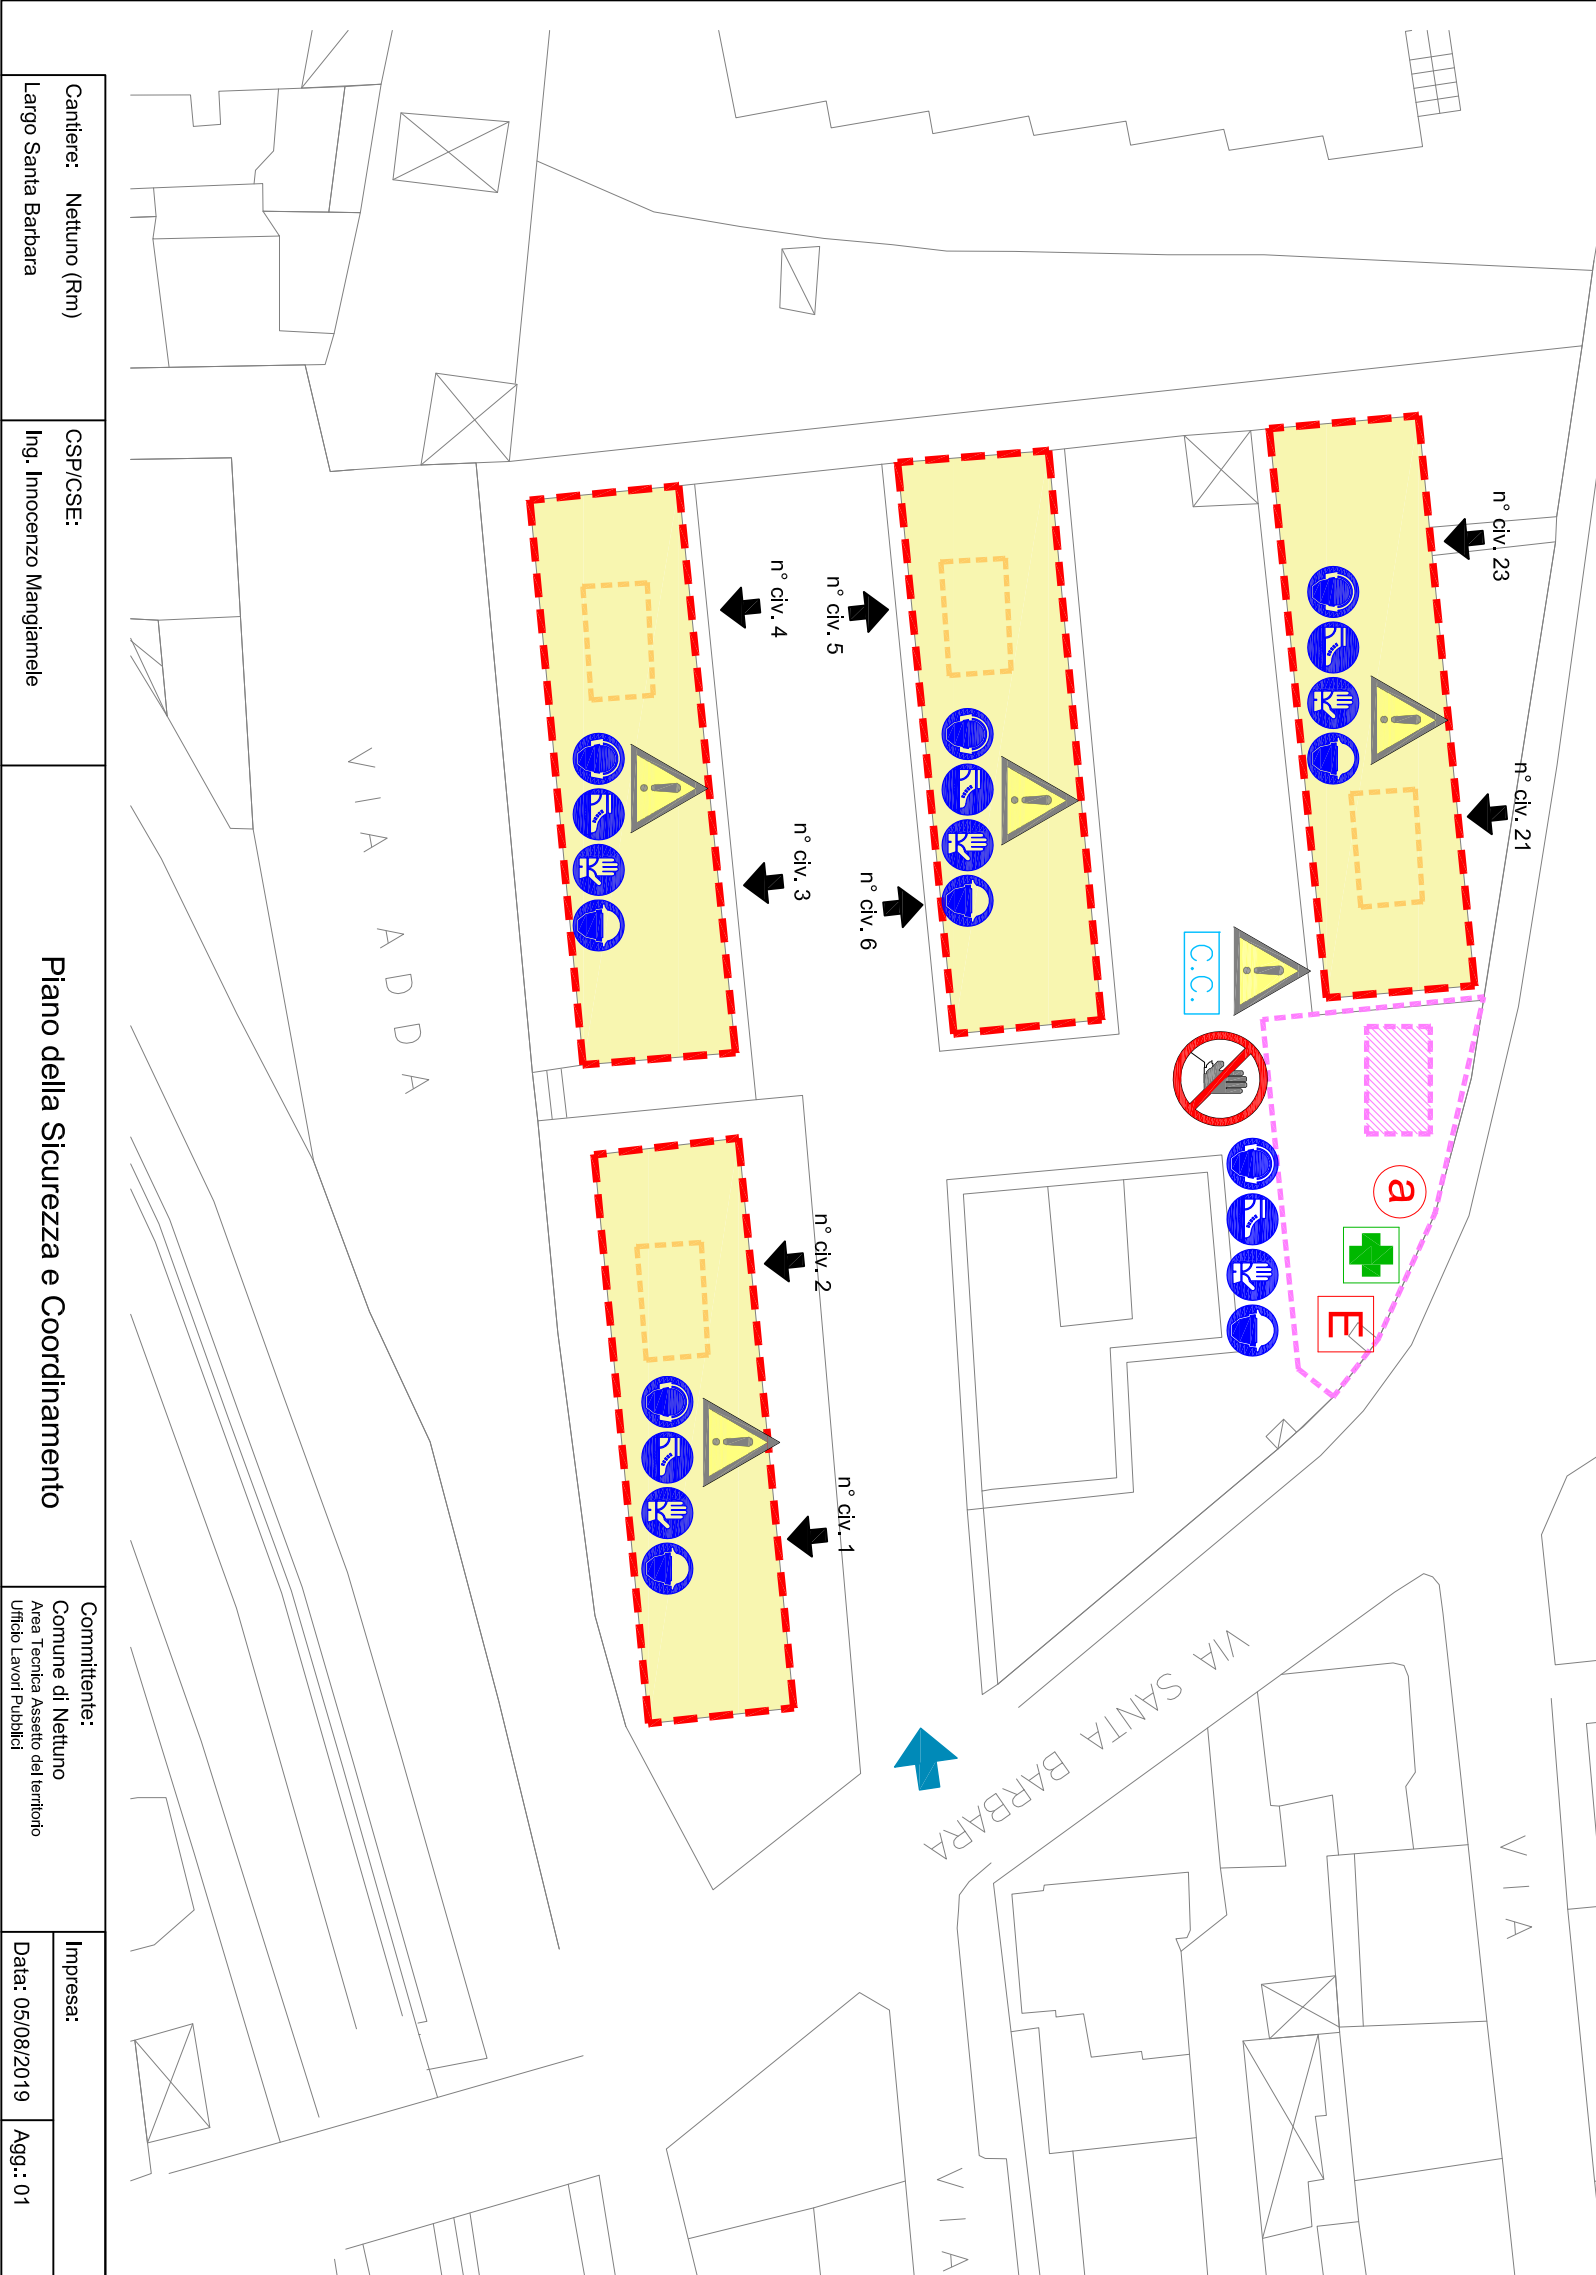 n° civ. 23
n° civ. 21
n° civ. 5
n° civ. 6
n° civ. 4
n° civ. 3
n° civ. 2
n° civ. 1
C.C.
a
E
VIA SANTA BARBARA
VIA
VIA
VIA ADDA
Cantiere: Nettuno (Rm)
Largo Santa Barbara
CSP/CSE:
Ing. Innocenzo Mangiamele
Piano della Sicurezza e Coordinamento
Committente:
Comune di Nettuno
Area Tecnica Assetto del territorio
Ufficio Lavori Pubblici
Impresa:
Data: 05/08/2019
Agg.: 01